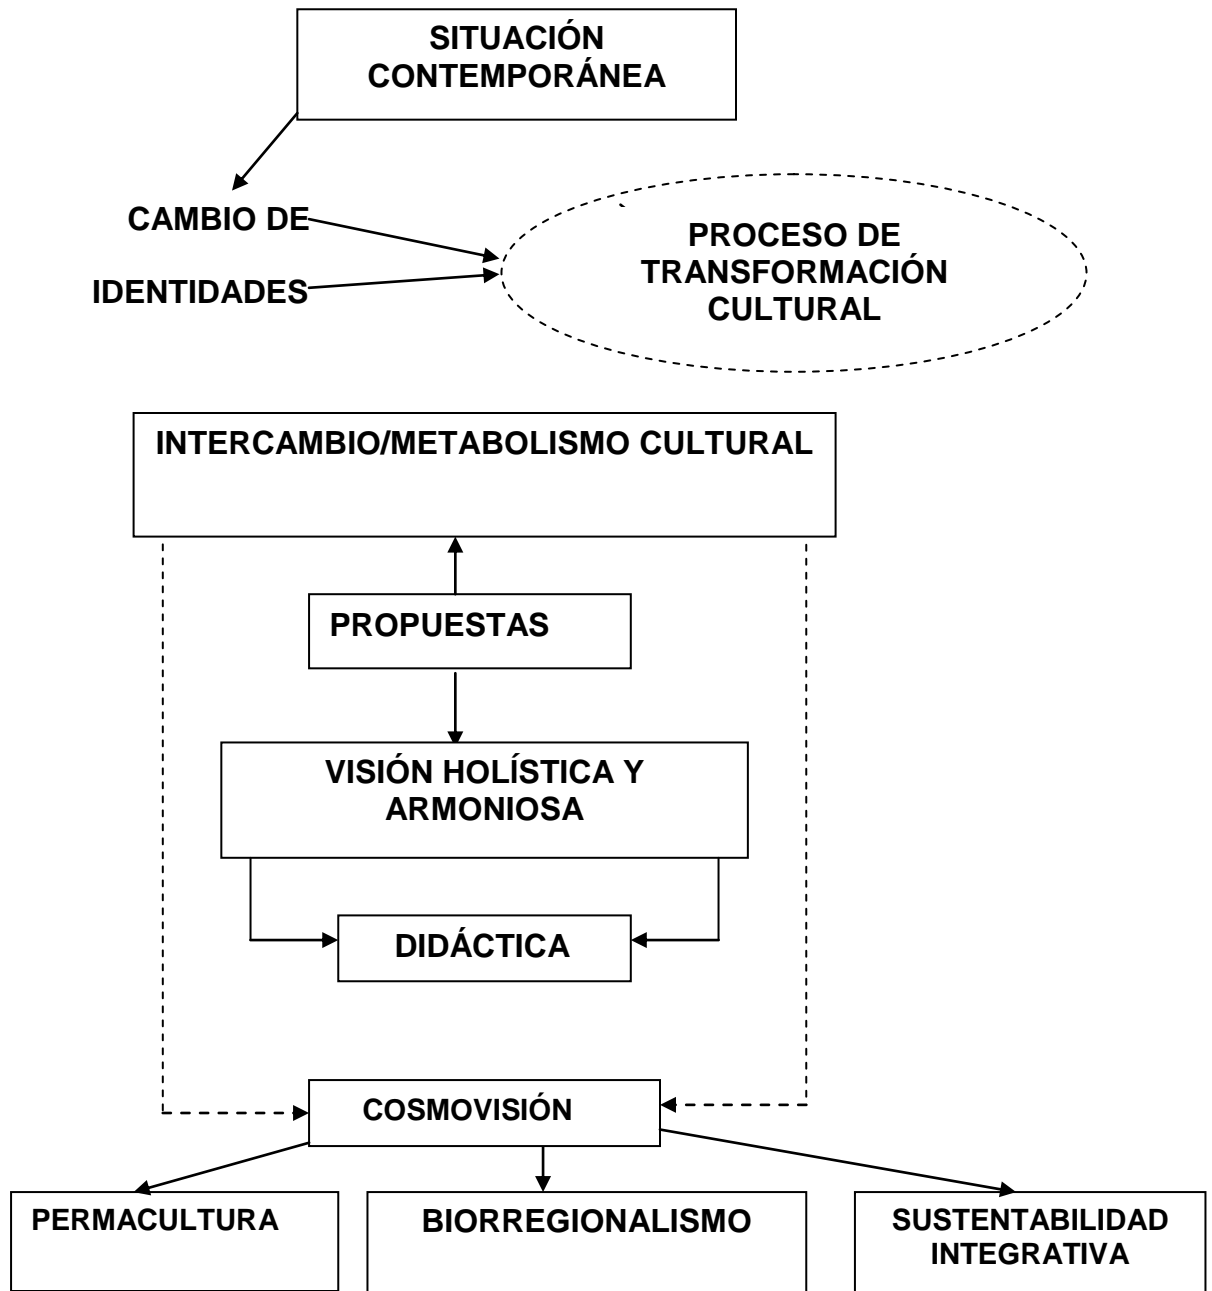 SITUACIÓN
CONTEMPORÁNEA
CAMBIO DE
IDENTIDADES
PROCESO DE
TRANSFORMACIÓN
CULTURAL
INTERCAMBIO/METABOLISMO CULTURAL
PROPUESTAS
VISIÓN HOLÍSTICA Y
ARMONIOSA
DIDÁCTICA
COSMOVISIÓN
PERMACULTURA
BIORREGIONALISMO
SUSTENTABILIDAD
INTEGRATIVA